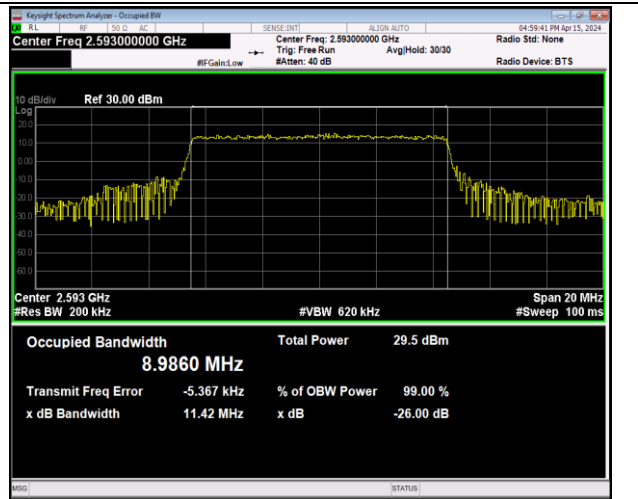 Keysight Spectrum Analyzer - Occupied BW
RL RF 50 Ω AC SENSE:INT ALIGN AUTO 04:59:41 PM Apr 15, 2024
Center Freq 2.593000000 GHz Center Freq: 2.593000000 GHz Radio Std: None
Trig: Free Run Avg|Hold: 30/30
#IFGain:Low #Atten: 40 dB Radio Device: BTS
10 dB/div Ref 30.00 dBm
Log
20.0
10.0
0.00
-10.0
-20.0
-30.0
-40.0
-50.0
-60.0
Center 2.593 GHz Span 20 MHz
#Res BW 200 kHz #VBW 620 kHz #Sweep 100 ms
Occupied Bandwidth Total Power 29.5 dBm
8.9860 MHz
Transmit Freq Error -5.367 kHz % of OBW Power 99.00 %
x dB Bandwidth 11.42 MHz x dB -26.00 dB
MSG STATUS